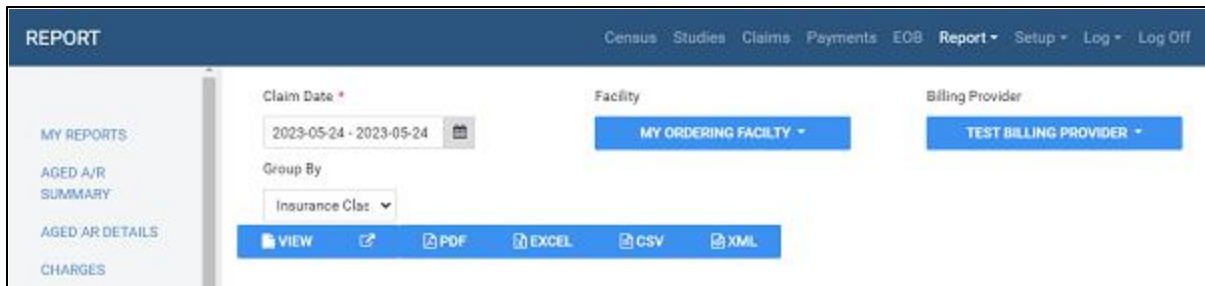 REPORT
Census Studies Claims Payments EOB Report Setup Log Log Off
MY REPORTS
AGED A/R
SUMMARY
AGED AR DETAILS
CHARGES
Claim Date *
2023-05-24 - 2023-05-24
Facility
MY ORDERING FACILTY
Billing Provider
TEST BILLING PROVIDER
Group By
Insurance Clas
VIEW PDF EXCEL CSV XML